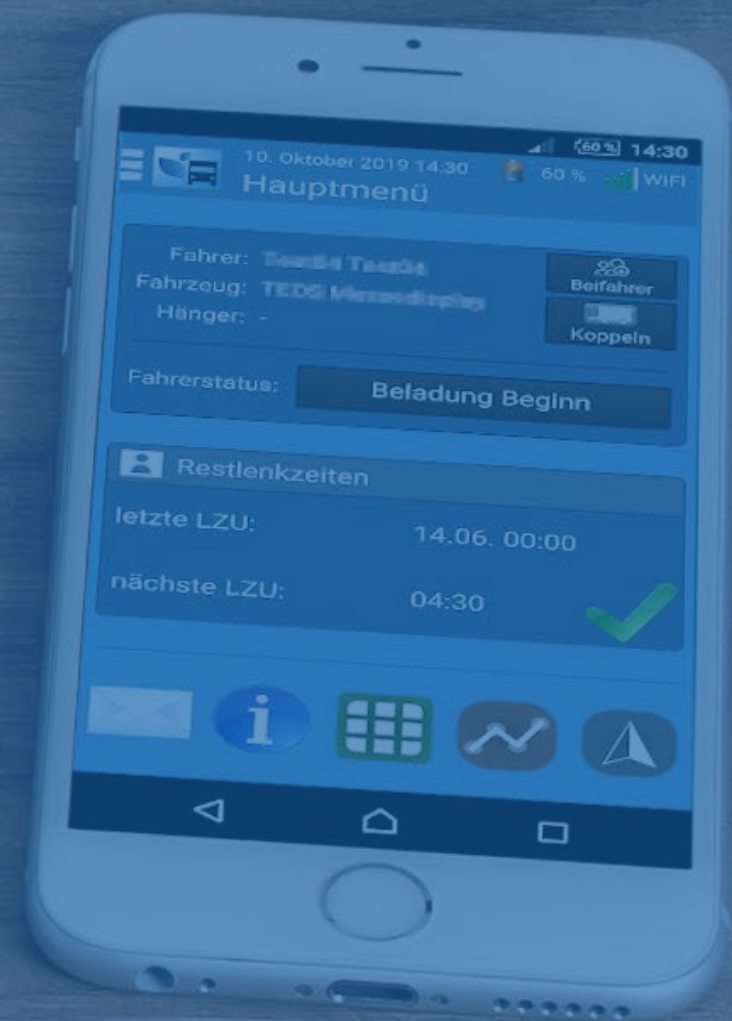 60 % 14:30
10. Oktober 2019 14:30
60 % WIFI
Hauptmenü
Fahrer:
Beifahrer
Fahrzeug: TEDS
Hänger: -
Koppeln
Fahrerstatus: Beladung Beginn
Restlenkzeiten
letzte LZU: 14.06. 00:00
nächste LZU: 04:30